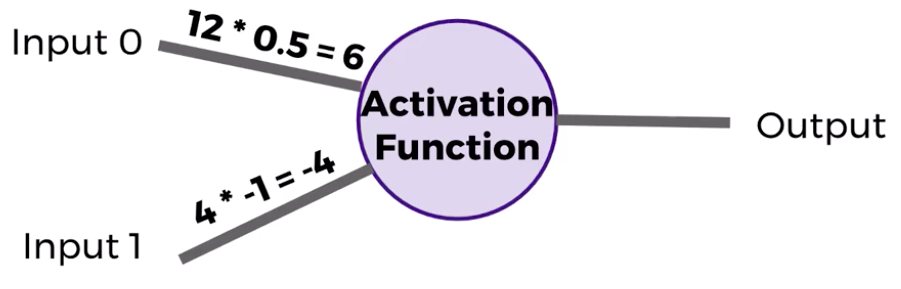 Input 0
12 * 0.5 = 6
Activation
Function
Output
4 * -1 = -4
Input 1